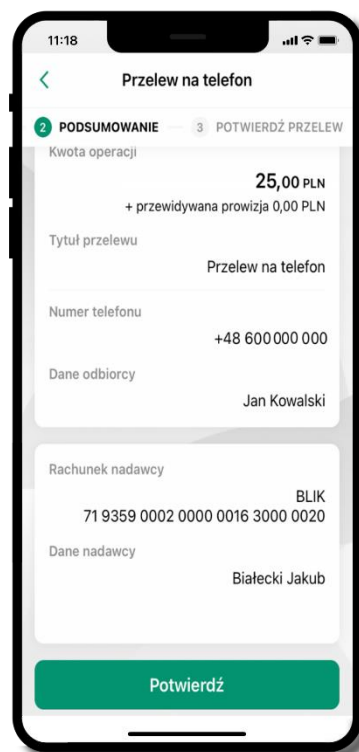 11:18
Przelew na telefon
2 PODSUMOWANIE 3 POTWIERDŹ PRZELEW
Kwota operacji
25,00 PLN
+ przewidywana prowizja 0,00 PLN
Tytuł przelewu
Przelew na telefon
Numer telefonu
+48 600 000 000
Dane odbiorcy
Jan Kowalski
Rachunek nadawcy
BLIK
71 9359 0002 0000 0016 3000 0020
Dane nadawcy
Białecki Jakub
Potwierdź